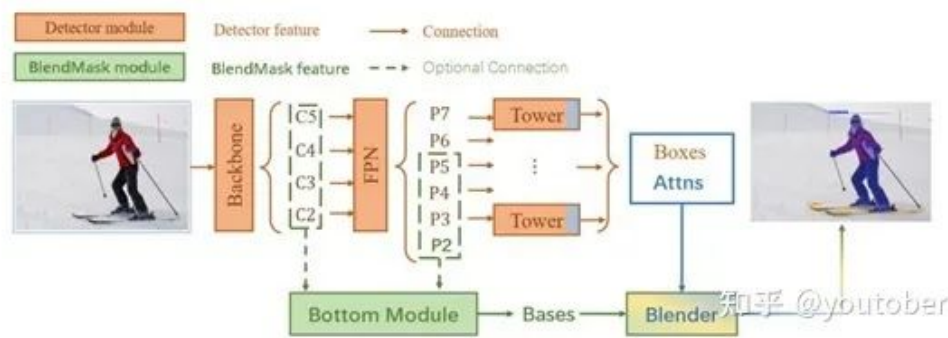 Detector module
Detector feature
Connection
BlendMask module
BlendMask feature
Optional Connection
Backbone
C5
C4
C3
C2
FPN
P7
P6
P5
P4
P3
P2
Tower
⋮
Tower
Boxes
Attns
Bottom Module
Bases
Blender
知乎 @youtober